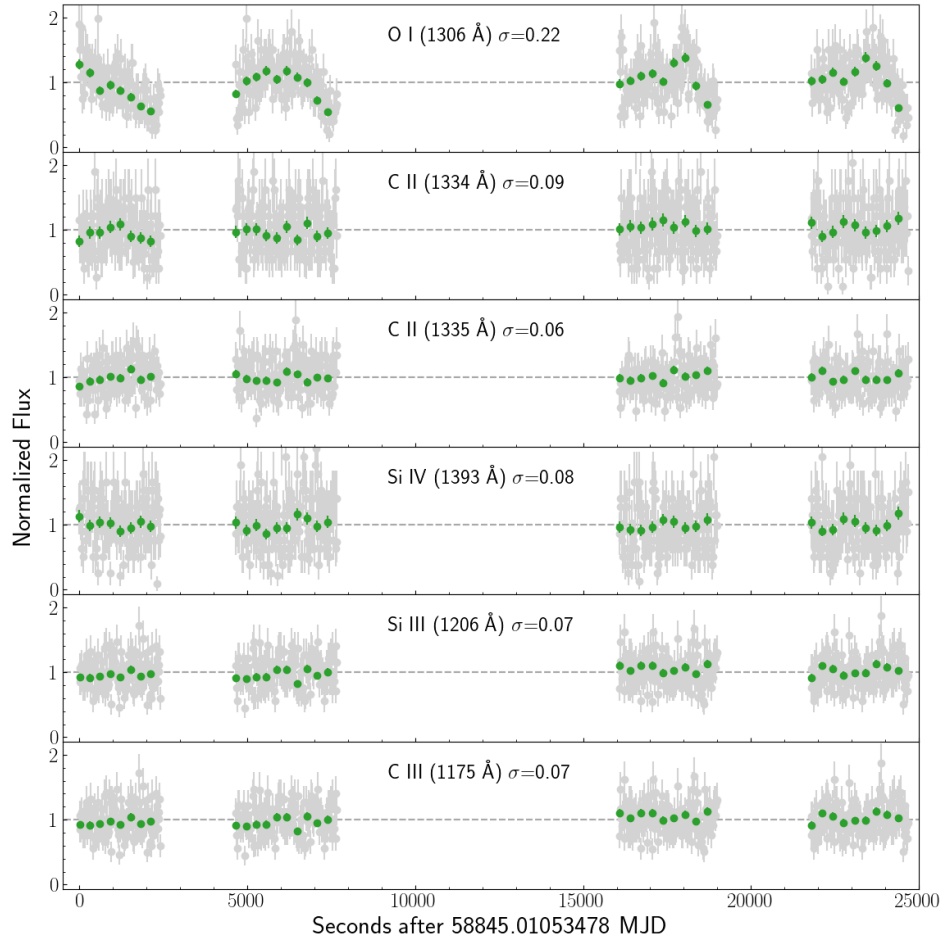 2
1
0
O I (1306 Å) σ=0.22
2
1
0
C II (1334 Å) σ=0.09
2
1
0
C II (1335 Å) σ=0.06
2
1
0
Si IV (1393 Å) σ=0.08
2
1
0
Si III (1206 Å) σ=0.07
2
1
0
C III (1175 Å) σ=0.07
Normalized Flux
0 5000 10000 15000 20000 25000
Seconds after 58845.01053478 MJD